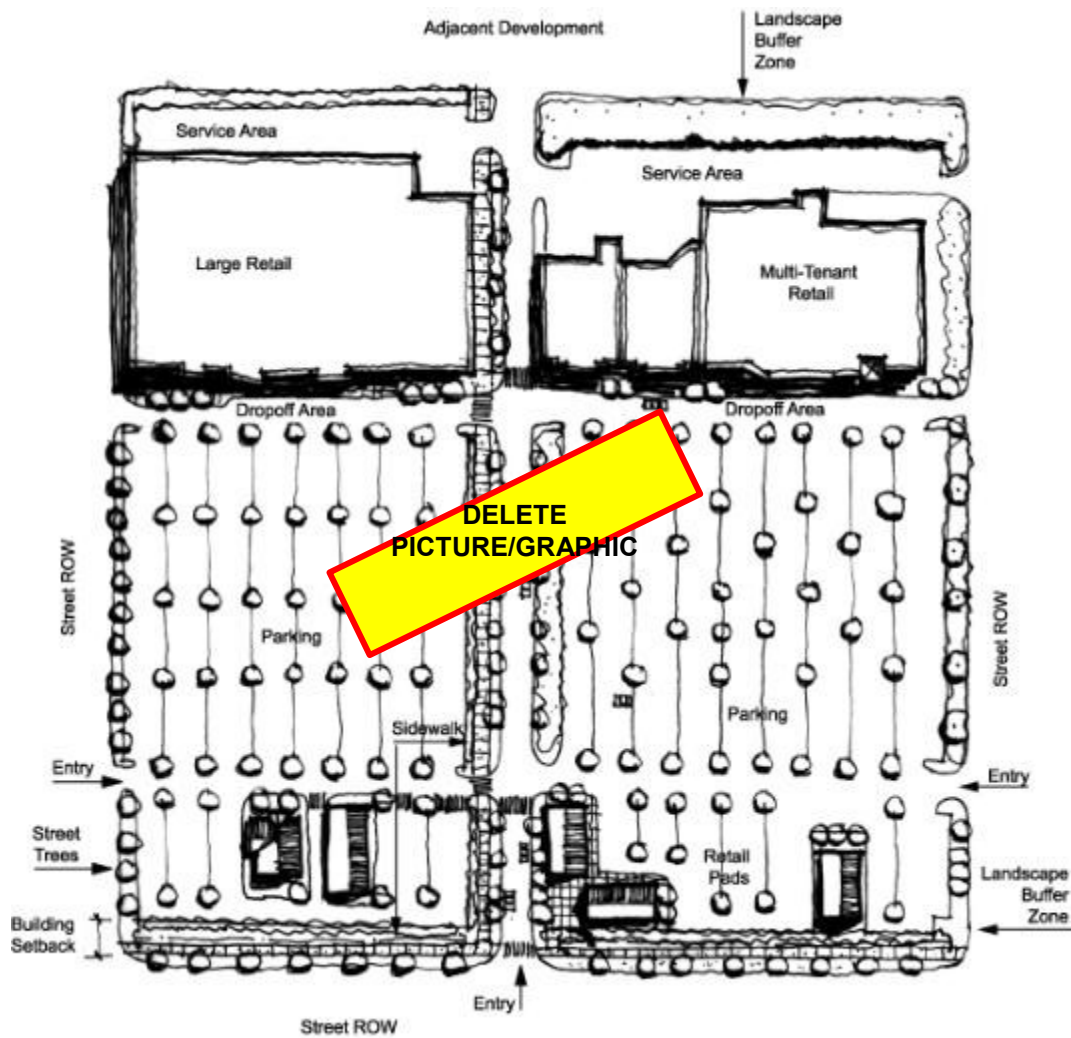 Adjacent Development
Landscape
Buffer
Zone
Service Area
Service Area
Large Retail
Multi-Tenant
Retail
Dropoff Area
Dropoff Area
DELETE
PICTURE/GRAPHIC
Street ROW
Street ROW
Parking
Parking
Sidewalk
Entry
Entry
Street
Trees
Retail
Pads
Landscape
Buffer
Zone
Building
Setback
Entry
Street ROW